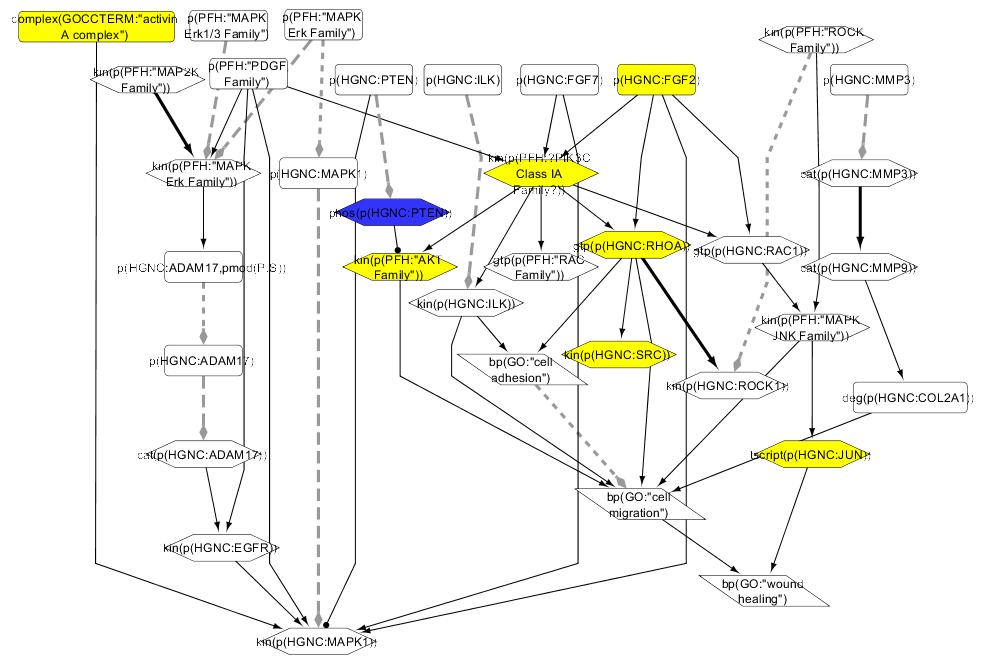 complex(GOCCTERM:"activin
A complex")
p(PFH:"MAPK
Erk1/3 Family")
p(PFH:"MAPK
Erk Family")
kin(p(PFH:"ROCK
Family"))
kin(p(PFH:"MAP2K
Family"))
p(PFH:"PDGF
Family")
p(HGNC:PTEN)
p(HGNC:ILK)
p(HGNC:FGF7)
p(HGNC:FGF2)
p(HGNC:MMP3)
kin(p(PFH:"MAPK
Erk Family"))
p(HGNC:MAPK1)
kin(p(PFH:?PIK3C
Class IA
Family?))
cat(p(HGNC:MMP3))
phos(p(HGNC:PTEN))
gtp(p(HGNC:RHOA))
gtp(p(HGNC:RAC1))
p(HGNC:ADAM17,pmod(P,S))
kin(p(PFH:"AKT
Family"))
gtp(p(PFH:"RAC
Family"))
cat(p(HGNC:MMP9))
kin(p(HGNC:ILK))
kin(p(PFH:"MAPK
JNK Family"))
p(HGNC:ADAM17)
bp(GO:"cell
adhesion")
kin(p(HGNC:SRC))
kin(p(HGNC:ROCK1))
deg(p(HGNC:COL2A1))
cat(p(HGNC:ADAM17))
tscript(p(HGNC:JUN))
bp(GO:"cell
migration")
kin(p(HGNC:EGFR))
bp(GO:"wound
healing")
kin(p(HGNC:MAPK1))